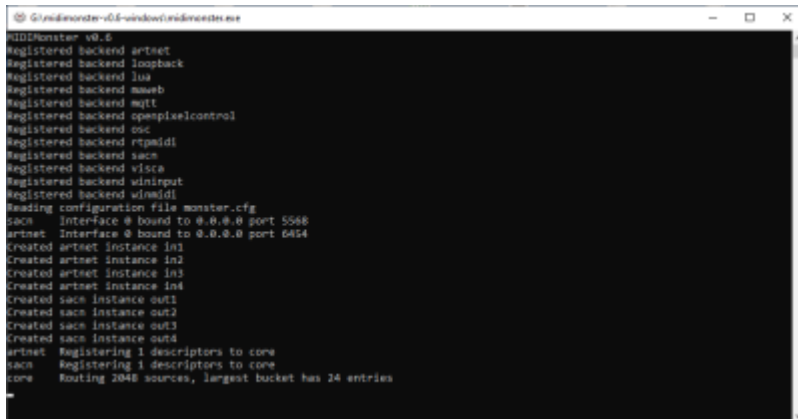 G:\midimonster-v0.6-windows\midimonster.exe
MIDIMonster v0.6
Registered backend artnet
Registered backend loopback
Registered backend lua
Registered backend maweb
Registered backend mqtt
Registered backend openpixelcontrol
Registered backend osc
Registered backend rtpmidi
Registered backend sacn
Registered backend visca
Registered backend wininput
Registered backend winmidi
Reading configuration file monster.cfg
sacn Interface 0 bound to 0.0.0.0 port 5568
artnet Interface 0 bound to 0.0.0.0 port 6454
Created artnet instance in1
Created artnet instance in2
Created artnet instance in3
Created artnet instance in4
Created sacn instance out1
Created sacn instance out2
Created sacn instance out3
Created sacn instance out4
artnet Registering 1 descriptors to core
sacn Registering 1 descriptors to core
core Routing 2048 sources, largest bucket has 24 entries